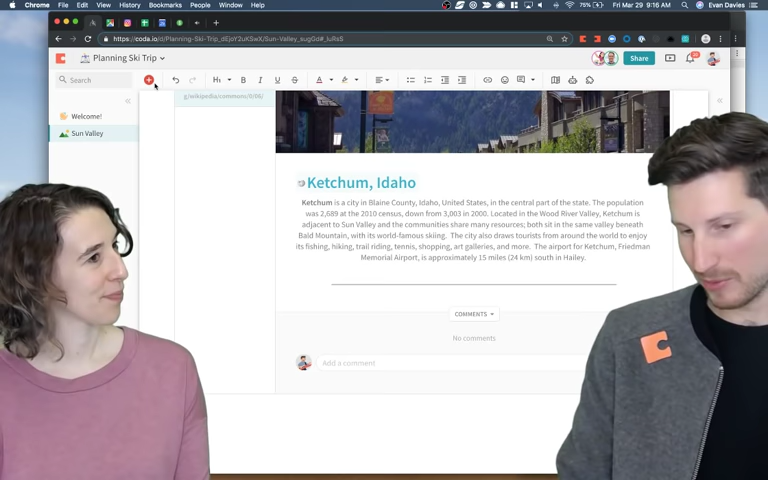 Chrome File Edit View History Bookmarks People Window Help
76% Fri Mar 29 9:16 AM Evan Davies
https://coda.io/d/Planning-Ski-Trip_dEjoY2uKSwX/Sun-Valley_sugGd#_luRsS
Planning Ski Trip
Share
Search
H1 B I U S A
Welcome!
Sun Valley
g/wikipedia/commons/0/06/
Ketchum, Idaho
Ketchum is a city in Blaine County, Idaho, United States, in the central part of the state. The population
was 2,689 at the 2010 census, down from 3,003 in 2000. Located in the Wood River Valley, Ketchum is
adjacent to Sun Valley and the communities share many resources; both sit in the same valley beneath
Bald Mountain, with its world-famous skiing. The city also draws tourists from around the world to enjoy
its fishing, hiking, trail riding, tennis, shopping, art galleries, and more. The airport for Ketchum, Friedman
Memorial Airport, is approximately 15 miles (24 km) south in Hailey.
COMMENTS
No comments
Add a comment